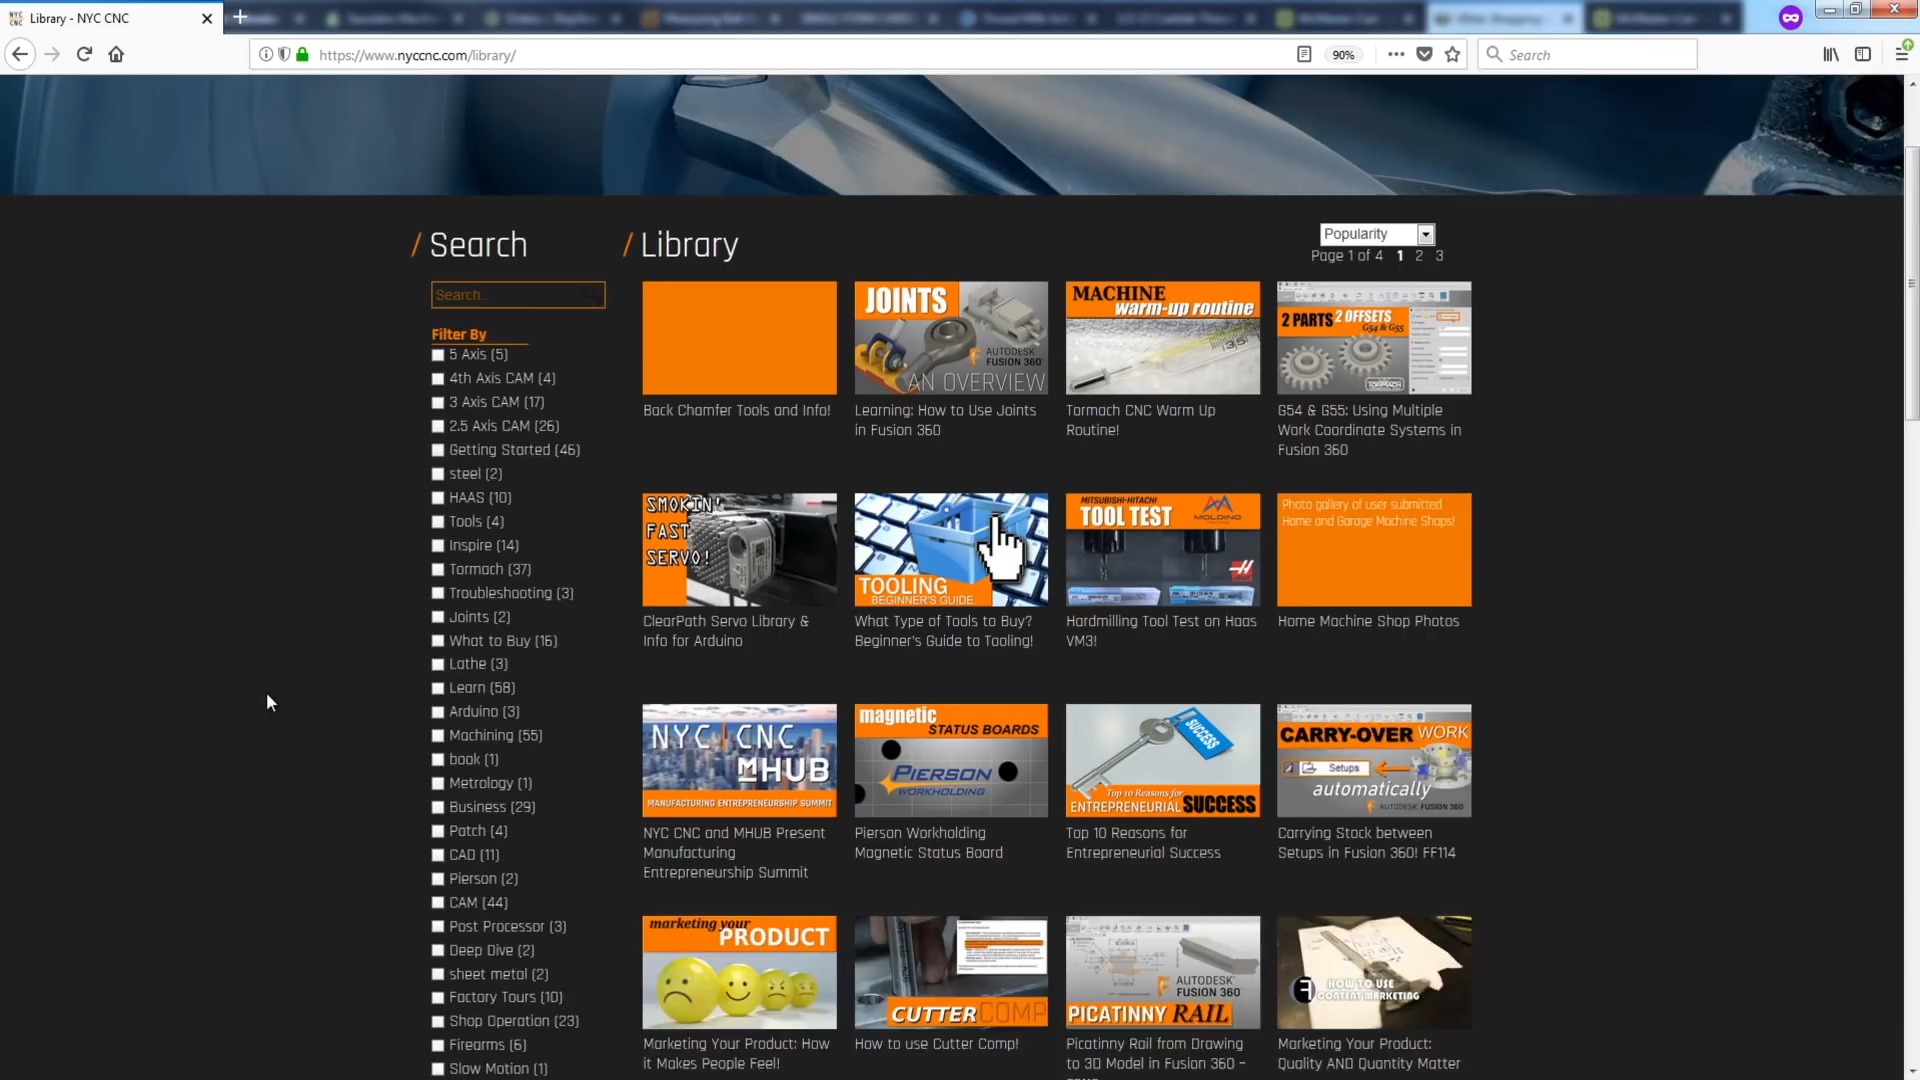 Library - NYC CNC
https://www.nyccnc.com/library/
90%
Search
/ Search
/ Library
Popularity
Page 1 of 4 1 2 3
Search...
Filter By
5 Axis (5)
4th Axis CAM (4)
3 Axis CAM (17)
2.5 Axis CAM (26)
Getting Started (46)
steel (2)
HAAS (10)
Tools (4)
Inspire (14)
Tormach (37)
Troubleshooting (3)
Joints (2)
What to Buy (16)
Lathe (3)
Learn (58)
Arduino (3)
Machining (55)
book (1)
Metrology (1)
Business (29)
Patch (4)
CAD (11)
Pierson (2)
CAM (44)
Post Processor (3)
Deep Dive (2)
sheet metal (2)
Factory Tours (10)
Shop Operation (23)
Firearms (6)
Slow Motion (1)
Back Chamfer Tools and Info!
JOINTS
AUTODESK
FUSION 360
AN OVERVIEW
Learning: How to Use Joints
in Fusion 360
MACHINE
warm-up routine
35
Tormach CNC Warm Up
Routine!
2 PARTS 2 OFFSETS
G54 & G55
TORMACH
G54 & G55: Using Multiple
Work Coordinate Systems in
Fusion 360
SMOKIN'
FAST
SERVO!
ClearPath Servo Library &
Info for Arduino
TOOLING
BEGINNER'S GUIDE
What Type of Tools to Buy?
Beginner's Guide to Tooling!
MITSUBISHI-HITACHI
TOOL TEST
MOLDINO
Hardmilling Tool Test on Haas
VM3!
Photo gallery of user submitted
Home and Garage Machine Shops!
Home Machine Shop Photos
NYC CNC
MHUB
MANUFACTURING ENTREPRENEURSHIP SUMMIT
NYC CNC and MHUB Present
Manufacturing
Entrepreneurship Summit
magnetic
STATUS BOARDS
PIERSON
WORKHOLDING
Pierson Workholding
Magnetic Status Board
SUCCESS
Top 10 Reasons for
ENTREPRENEURIAL SUCCESS
Top 10 Reasons for
Entrepreneurial Success
CARRY-OVER WORK
Setups
automatically
AUTODESK FUSION 360
Carrying Stock between
Setups in Fusion 360! FF114
marketing your
PRODUCT
Marketing Your Product: How
it Makes People Feel!
CUTTER COMP
How to use Cutter Comp!
AUTODESK
FUSION 360
PICATINNY RAIL
Picatinny Rail from Drawing
to 3D Model in Fusion 360 –
HOW TO USE
CONTENT MARKETING
Marketing Your Product:
Quality AND Quantity Matter